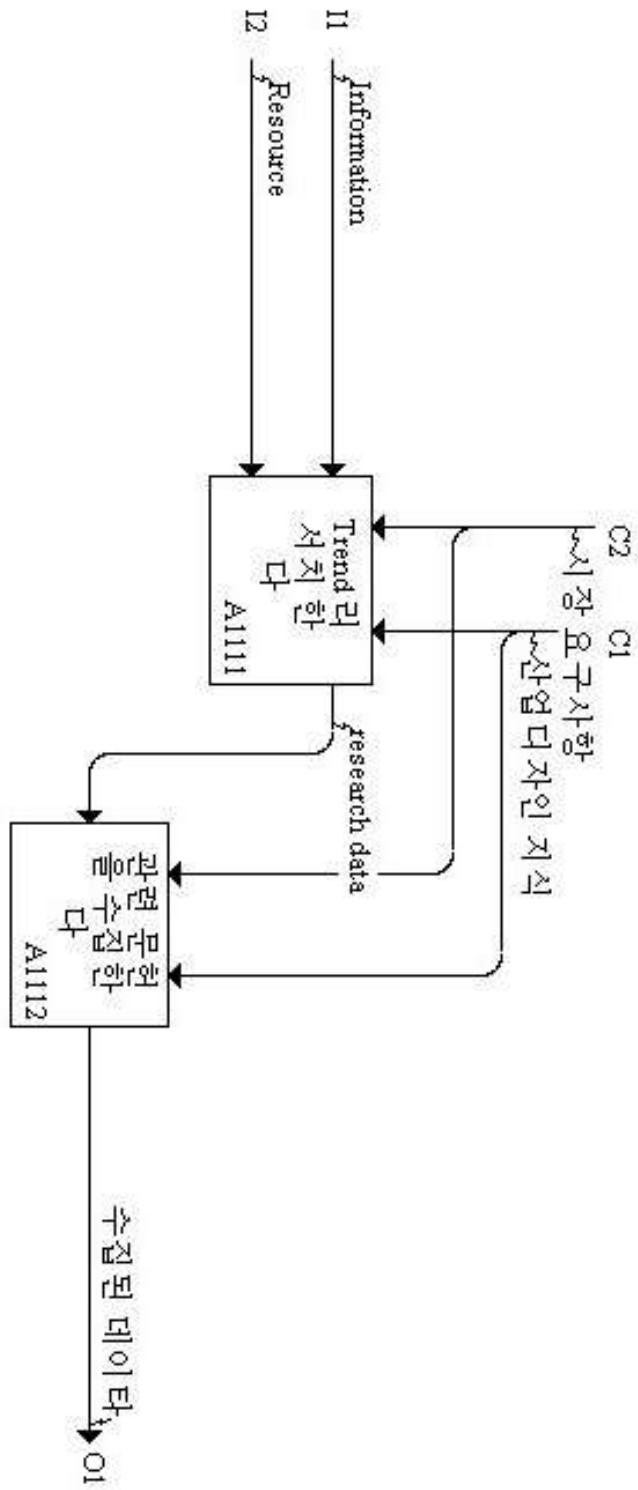 C2
C1
시장 요구사항
산업디자인 지식
I1
Information
I2
Resource
Trend 리
서치 한
다
A1111
research data
관련 문헌
을 수집한
다
A1112
수집된 데이타
O1